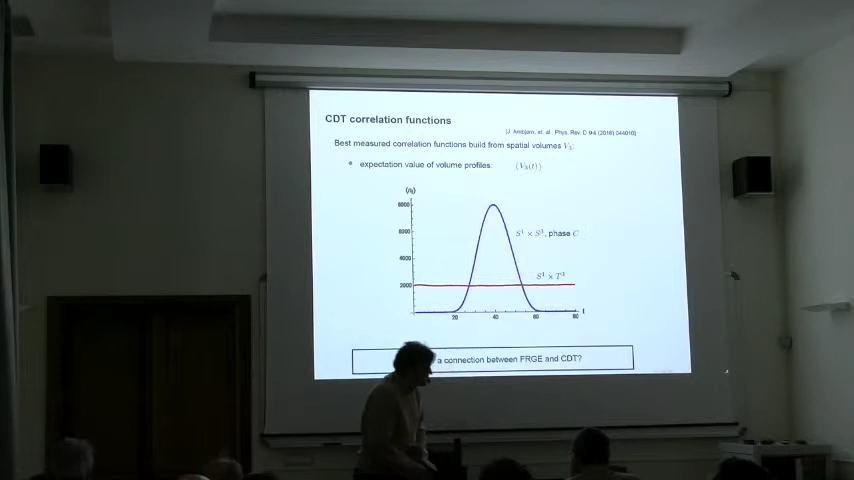 CDT correlation functions
[J. Ambjørn, et. al., Phys. Rev. D 94 (2016) 044010]
Best measured correlation functions build from spatial volumes V₃:
expectation value of volume profiles: ⟨V₃(t)⟩
⟨n⟩
8000
6000
S¹ × S³, phase C
4000
S¹ × T³
2000
t
20 40 60 80
a connection between FRGE and CDT?